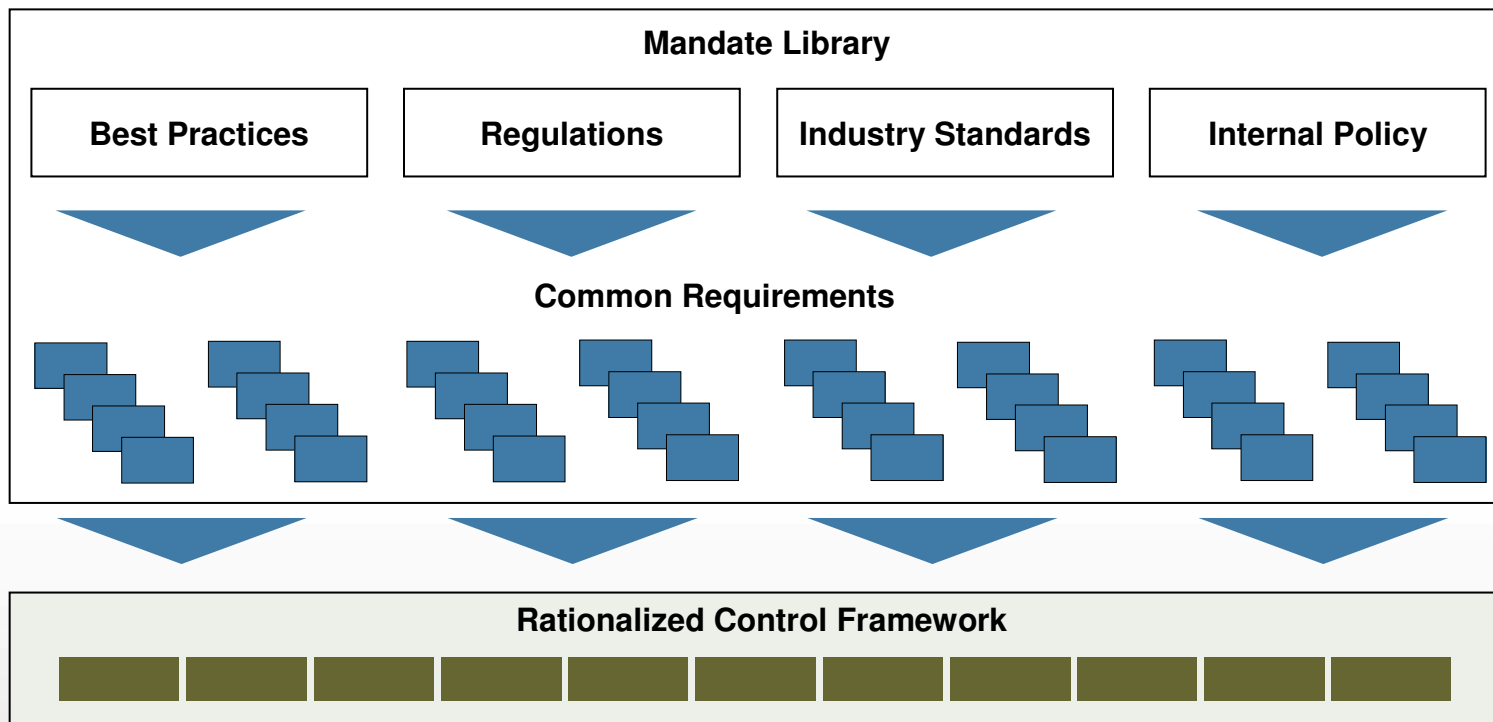 Mandate Library
Best Practices
Regulations
Industry Standards
Internal Policy
Common Requirements
Rationalized Control Framework